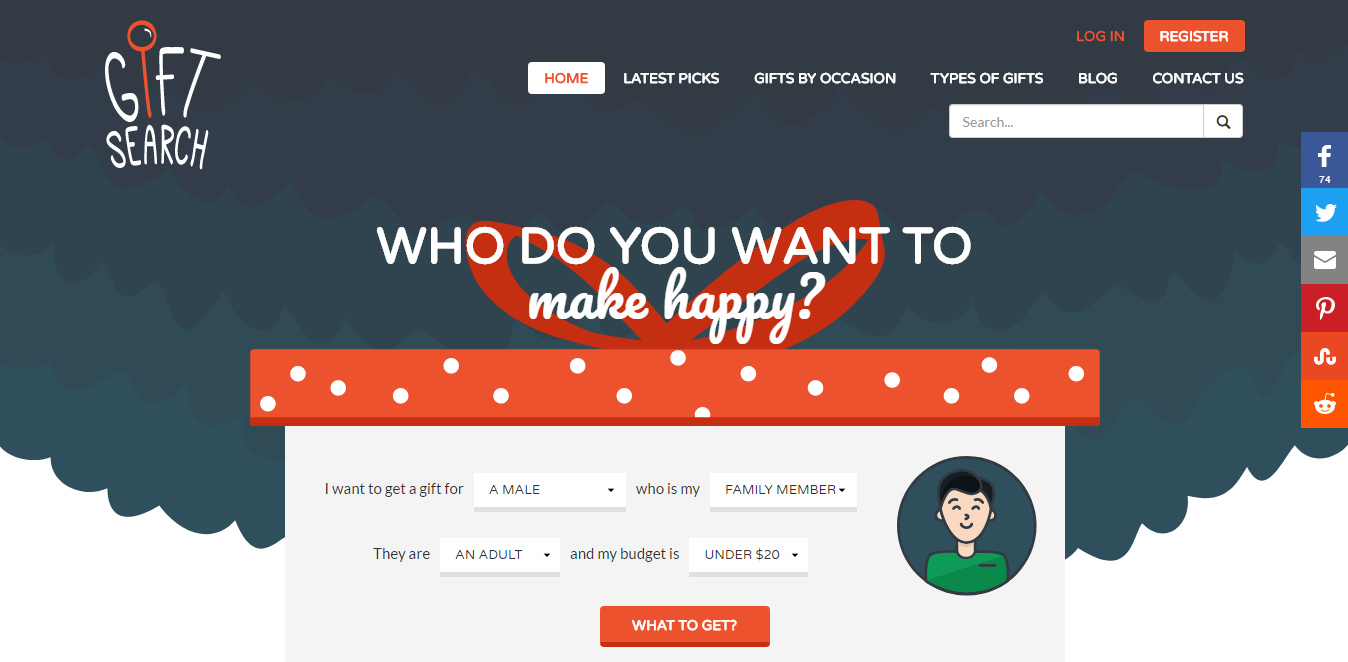 GIFT
SEARCH
LOG IN REGISTER
HOME LATEST PICKS GIFTS BY OCCASION TYPES OF GIFTS BLOG CONTACT US
Search...
74
WHO DO YOU WANT TO
make happy?
I want to get a gift for A MALE who is my FAMILY MEMBER
They are AN ADULT and my budget is UNDER $20
WHAT TO GET?